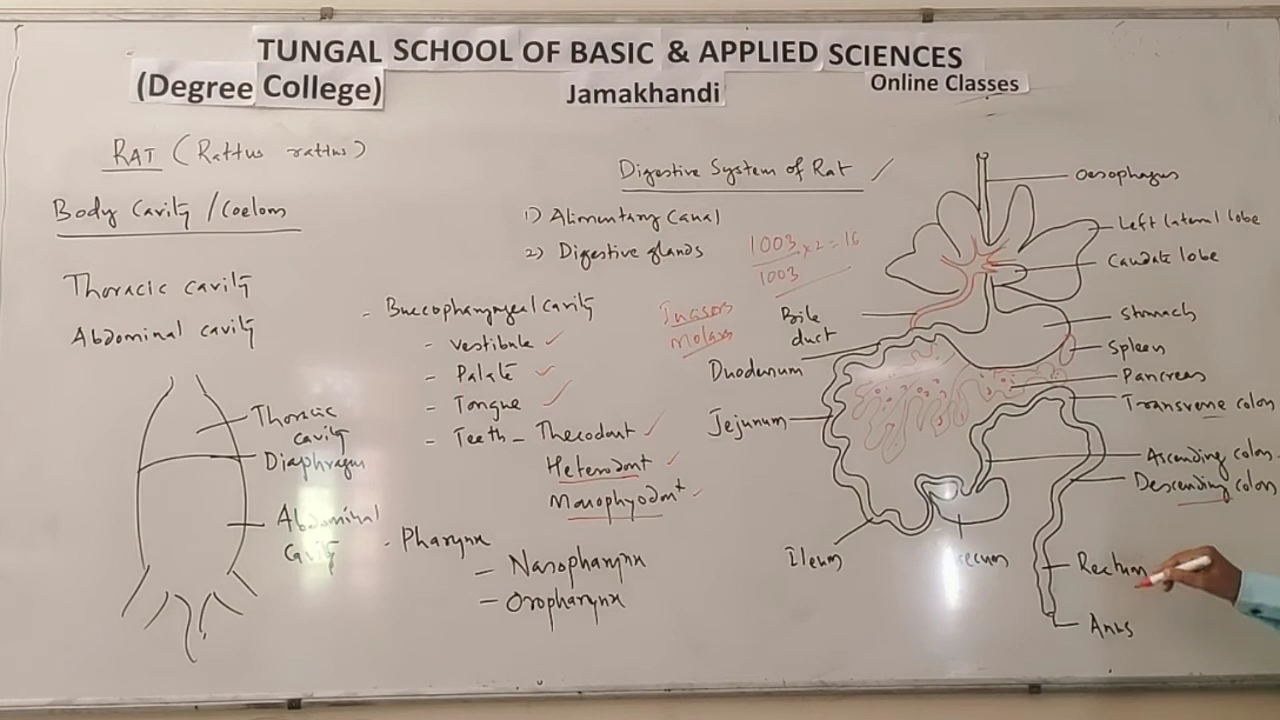 TUNGAL SCHOOL OF BASIC & APPLIED SCIENCES
(Degree College)
Jamakhandi
Online Classes
RAT (Rattus rattus)
Body Cavity / Coelom
Thoracic cavity
Abdominal cavity
Thoracic
cavity
Diaphragm
Abdominal
Cavity
Digestive System of Rat
1) Alimentary Canal
2) Digestive glands
1003 × 2 = 16
1003
Incisors
Molars
- Buccopharyngeal cavity
- Vestibule
- Palate
- Tongue
- Teeth - Thecodont
Heterodont
Monophyodont
- Pharynx
- Nasopharynx
- Oropharynx
Oesophagus
Left lateral lobe
Caudate lobe
Bile
duct
Stomach
Spleen
Duodenum
Pancreas
Transverse colon
Jejunum
Ascending colon
Descending colon
Ileum
Rectum
Anus